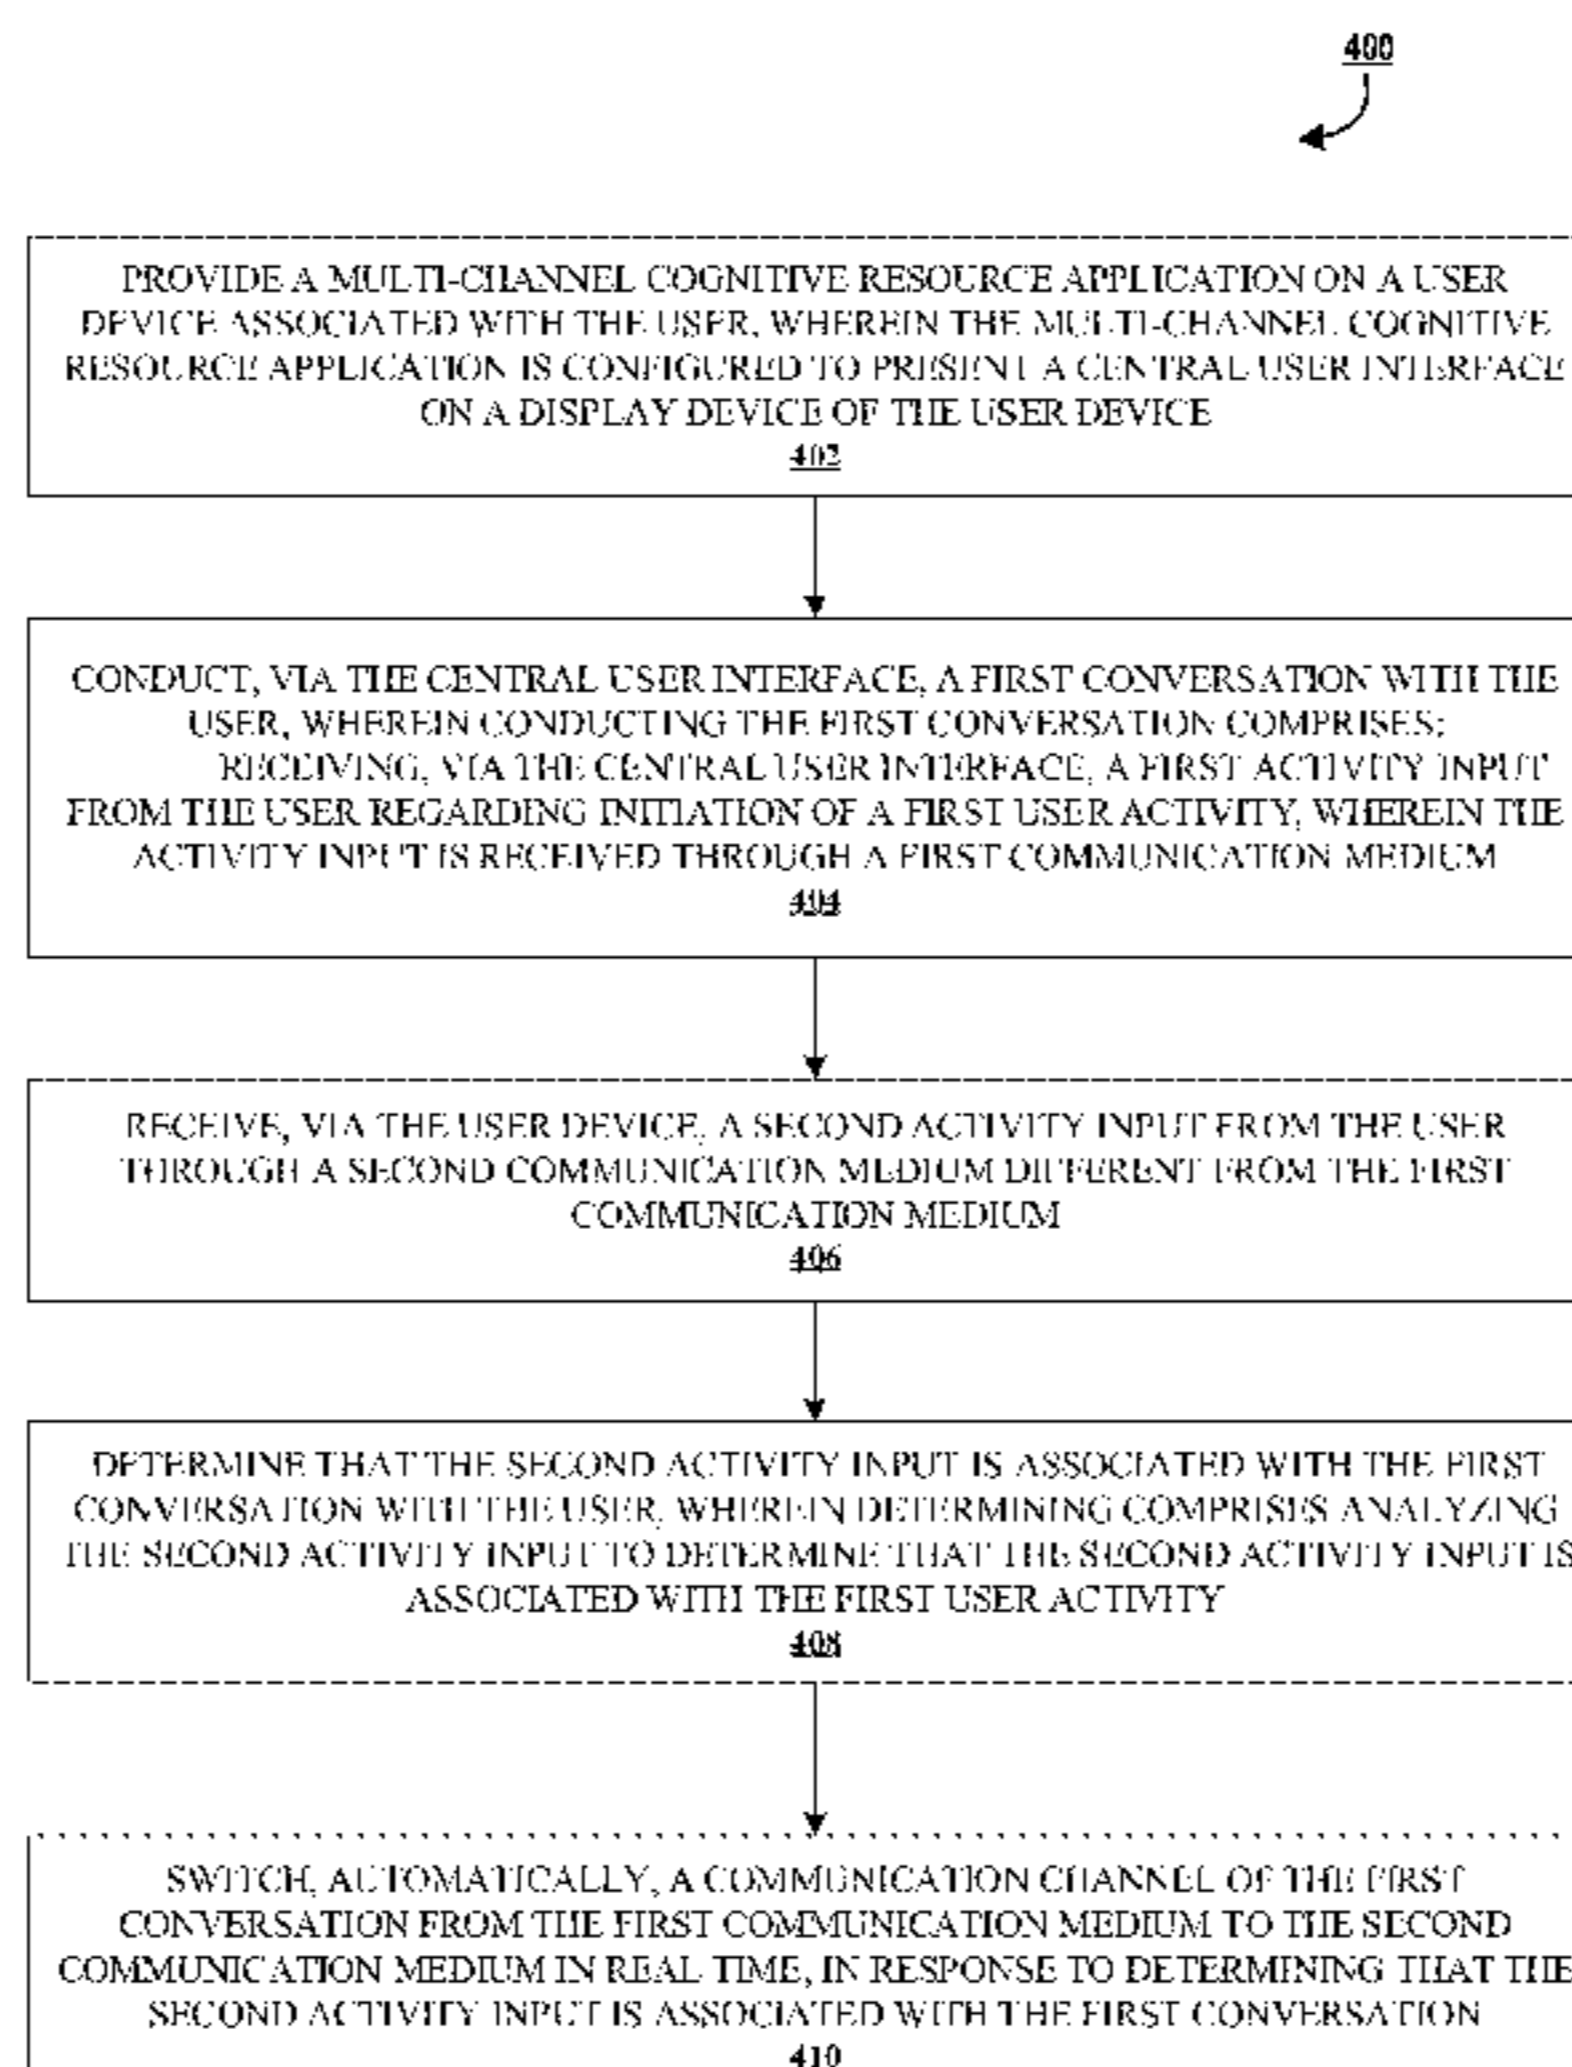 400
PROVIDE A MULTI-CHANNEL COGNITIVE RESOURCE APPLICATION ON A USER
DEVICE ASSOCIATED WITH THE USER, WHEREIN THE MULTI-CHANNEL COGNITIVE
RESOURCE APPLICATION IS CONFIGURED TO PRESENT A CENTRAL USER INTERFACE
ON A DISPLAY DEVICE OF THE USER DEVICE
402
CONDUCT, VIA THE CENTRAL USER INTERFACE, A FIRST CONVERSATION WITH THE
USER, WHEREIN CONDUCTING THE FIRST CONVERSATION COMPRISES:
RECEIVING, VIA THE CENTRAL USER INTERFACE, A FIRST ACTIVITY INPUT
FROM THE USER REGARDING INITIATION OF A FIRST USER ACTIVITY, WHEREIN THE
ACTIVITY INPUT IS RECEIVED THROUGH A FIRST COMMUNICATION MEDIUM
404
RECEIVE, VIA THE USER DEVICE, A SECOND ACTIVITY INPUT FROM THE USER
THROUGH A SECOND COMMUNICATION MEDIUM DIFFERENT FROM THE FIRST
COMMUNICATION MEDIUM
406
DETERMINE THAT THE SECOND ACTIVITY INPUT IS ASSOCIATED WITH THE FIRST
CONVERSATION WITH THE USER, WHEREIN DETERMINING COMPRISES ANALYZING
THE SECOND ACTIVITY INPUT TO DETERMINE THAT THE SECOND ACTIVITY INPUT IS
ASSOCIATED WITH THE FIRST USER ACTIVITY
408
SWITCH, AUTOMATICALLY, A COMMUNICATION CHANNEL OF THE FIRST
CONVERSATION FROM THE FIRST COMMUNICATION MEDIUM TO THE SECOND
COMMUNICATION MEDIUM IN REAL TIME, IN RESPONSE TO DETERMINING THAT THE
SECOND ACTIVITY INPUT IS ASSOCIATED WITH THE FIRST CONVERSATION
410